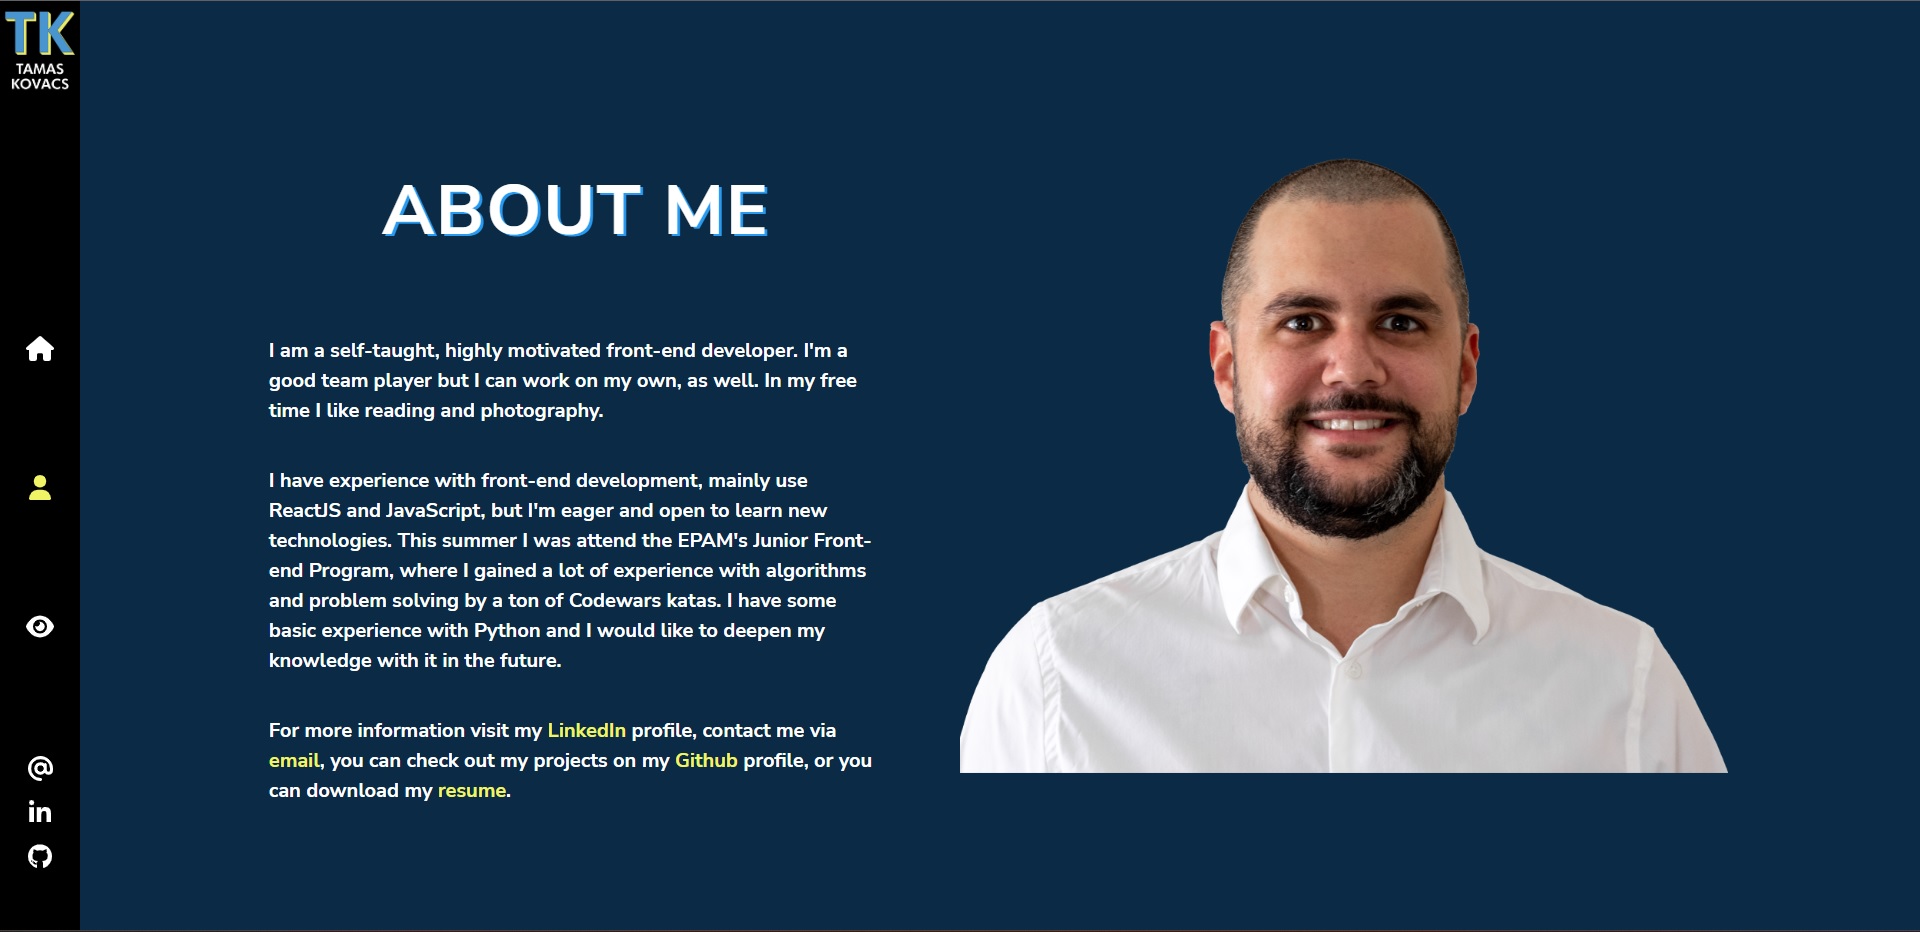 TK
TAMAS
KOVACS
ABOUT ME
I am a self-taught, highly motivated front-end developer. I'm a
good team player but I can work on my own, as well. In my free
time I like reading and photography.
I have experience with front-end development, mainly use
ReactJS and JavaScript, but I'm eager and open to learn new
technologies. This summer I was attend the EPAM's Junior Front-
end Program, where I gained a lot of experience with algorithms
and problem solving by a ton of Codewars katas. I have some
basic experience with Python and I would like to deepen my
knowledge with it in the future.
For more information visit my LinkedIn profile, contact me via
email, you can check out my projects on my Github profile, or you
can download my resume.